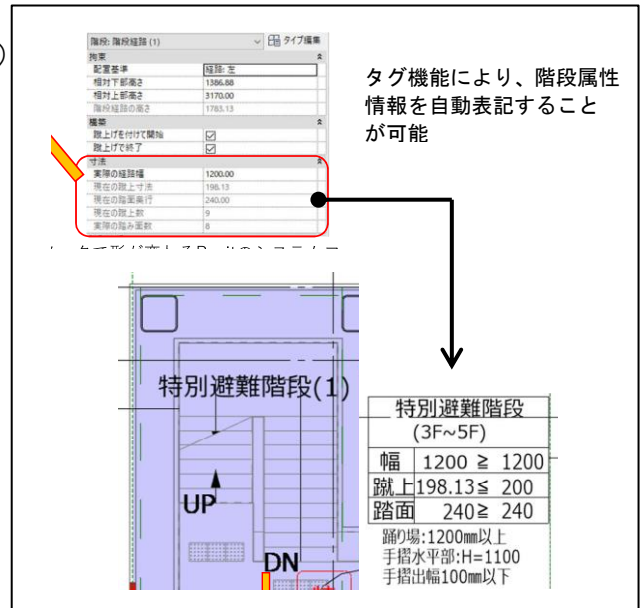 階段: 階段経路 (1)
タイプ編集
拘束
配置基準 経路: 左
相対下部高さ 1386.88
相対上部高さ 3170.00
階段経路の高さ 1783.13
構築
蹴上げを付けて開始
蹴上げで終了
寸法
実際の経路幅 1200.00
現在の蹴上寸法 198.13
現在の踏面奥行 240.00
現在の蹴上数 9
実際の踏み面数 8
タグ機能により、階段属性
情報を自動表記すること
が可能
特別避難階段(1)
UP
DN
特別避難階段
(3F~5F)
幅 1200 ≧ 1200
蹴上 198.13≦ 200
踏面 240≧ 240
踊り場:1200㎜以上
手摺水平部:H=1100
手摺出幅100㎜以下